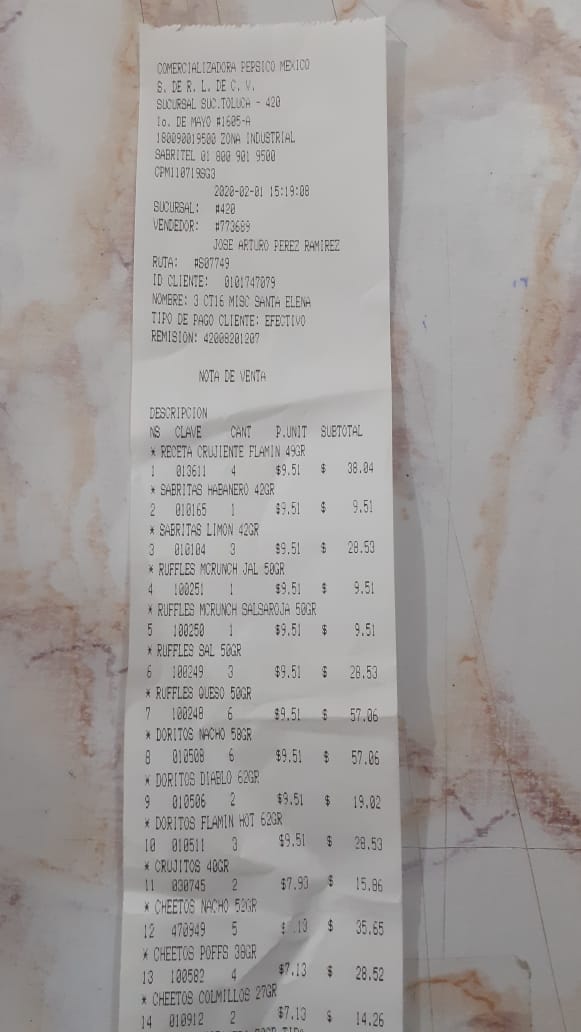 COMERCIALIZADORA PEPSICO MEXICO
S. DE R. L. DE C. V.
SUCURSAL SUC.TOLUCA - 420
1o. DE MAYO #1605-A
180090019500 ZONA INDUSTRIAL
SABRITEL 01 800 901 9500
CPM110719SG3
2020-02-01 15:19:08
SUCURSAL: #420
VENDEDOR: #773689
JOSE ARTURO PEREZ RAMIREZ
RUTA: #S07749
ID CLIENTE: 0101747079
NOMBRE: 3 CT16 MISC SANTA ELENA
TIPO DE PAGO CLIENTE: EFECTIVO
REMISION: 42008201207
NOTA DE VENTA
DESCRIPCION
NS CLAVE CANT P.UNIT SUBTOTAL
* RECETA CRUJIENTE FLAMIN 49GR
1 013611 4 $9.51 $ 38.04
* SABRITAS HABANERO 42GR
2 010165 1 $9.51 $ 9.51
* SABRITAS LIMON 42GR
3 010104 3 $9.51 $ 28.53
* RUFFLES MCRUNCH JAL 50GR
4 100251 1 $9.51 $ 9.51
* RUFFLES MCRUNCH SALSAROJA 50GR
5 100250 1 $9.51 $ 9.51
* RUFFLES SAL 50GR
6 100249 3 $9.51 $ 28.53
* RUFFLES QUESO 50GR
7 100248 6 $9.51 $ 57.06
* DORITOS NACHO 58GR
8 010508 6 $9.51 $ 57.06
* DORITOS DIABLO 62GR
9 010506 2 $9.51 $ 19.02
* DORITOS FLAMIN HOT 62GR
10 010511 3 $9.51 $ 28.53
* CRUJITOS 40GR
11 030745 2 $7.93 $ 15.86
* CHEETOS NACHO 52GR
12 470949 5 $ .13 $ 35.65
* CHEETOS POFFS 38GR
13 100582 4 $7.13 $ 28.52
* CHEETOS COLMILLOS 27GR
14 010912 2 $7.13 $ 14.26